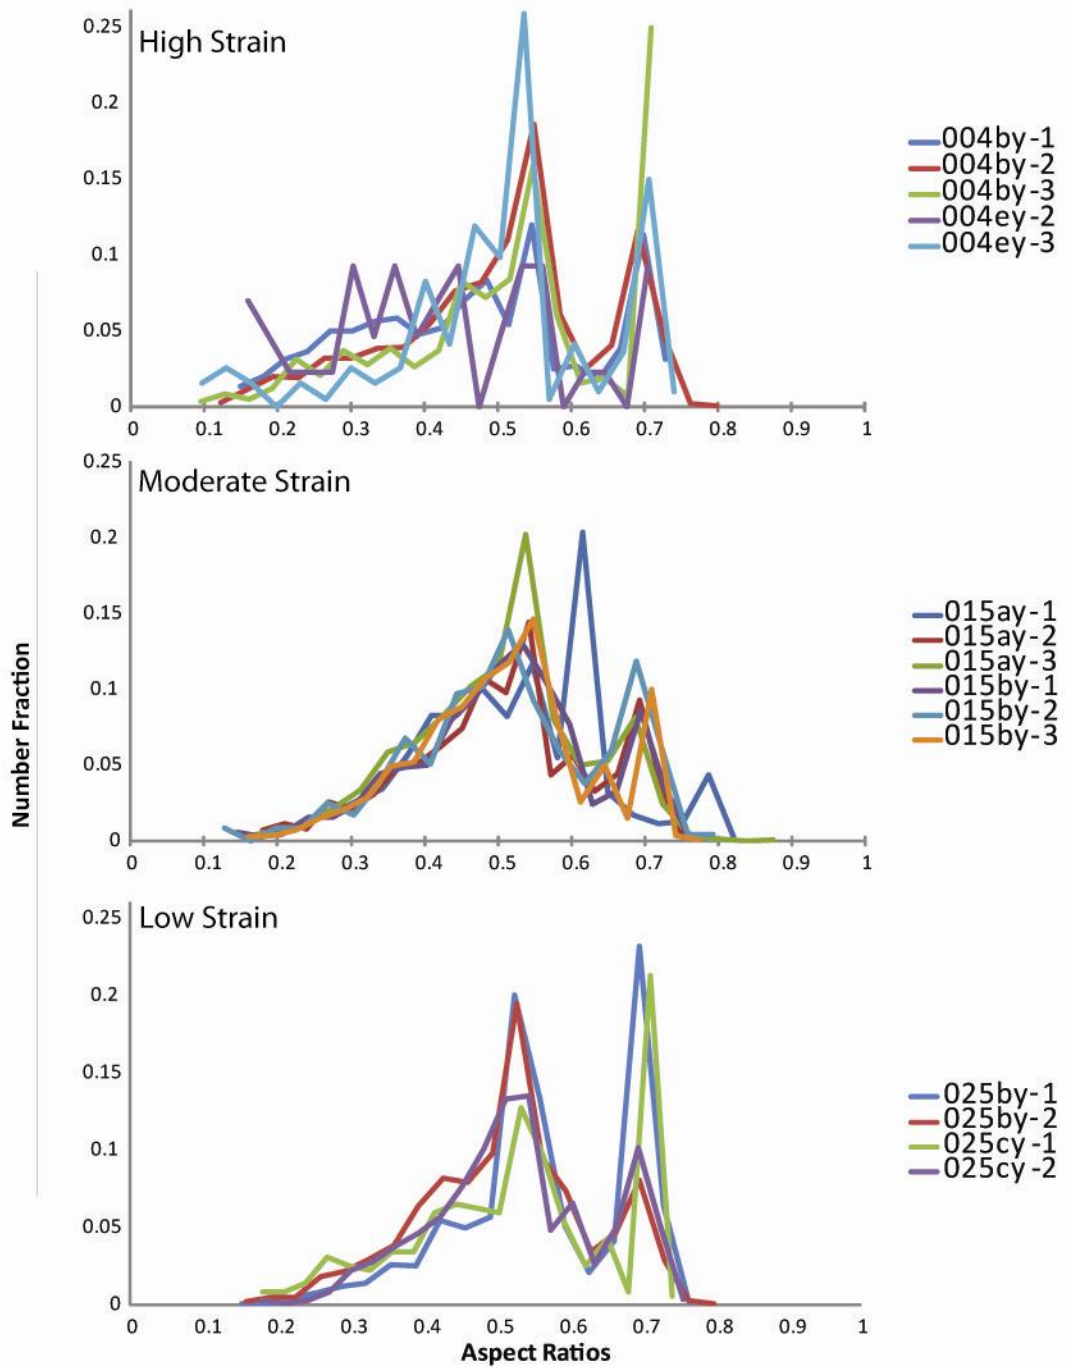 High Strain
0.25
0.2
0.15
0.1
0.05
0
0 0.1 0.2 0.3 0.4 0.5 0.6 0.7 0.8 0.9 1
004by-1
004by-2
004by-3
004ey-2
004ey-3
Moderate Strain
0.25
0.2
0.15
0.1
0.05
0
0 0.1 0.2 0.3 0.4 0.5 0.6 0.7 0.8 0.9 1
015ay-1
015ay-2
015ay-3
015by-1
015by-2
015by-3
Number Fraction
Low Strain
0.25
0.2
0.15
0.1
0.05
0
0 0.1 0.2 0.3 0.4 0.5 0.6 0.7 0.8 0.9 1
025by-1
025by-2
025cy-1
025cy-2
Aspect Ratios